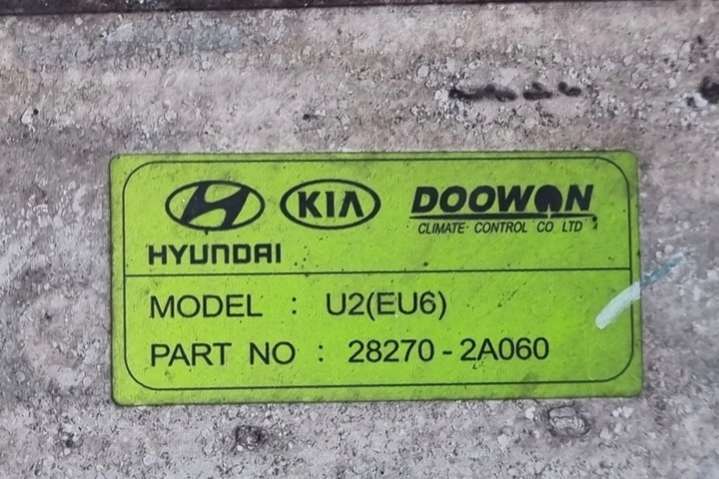 HYUNDAI
KIA
DOOWON
CLIMATE CONTROL CO LTD
MODEL : U2(EU6)
PART NO : 28270-2A060